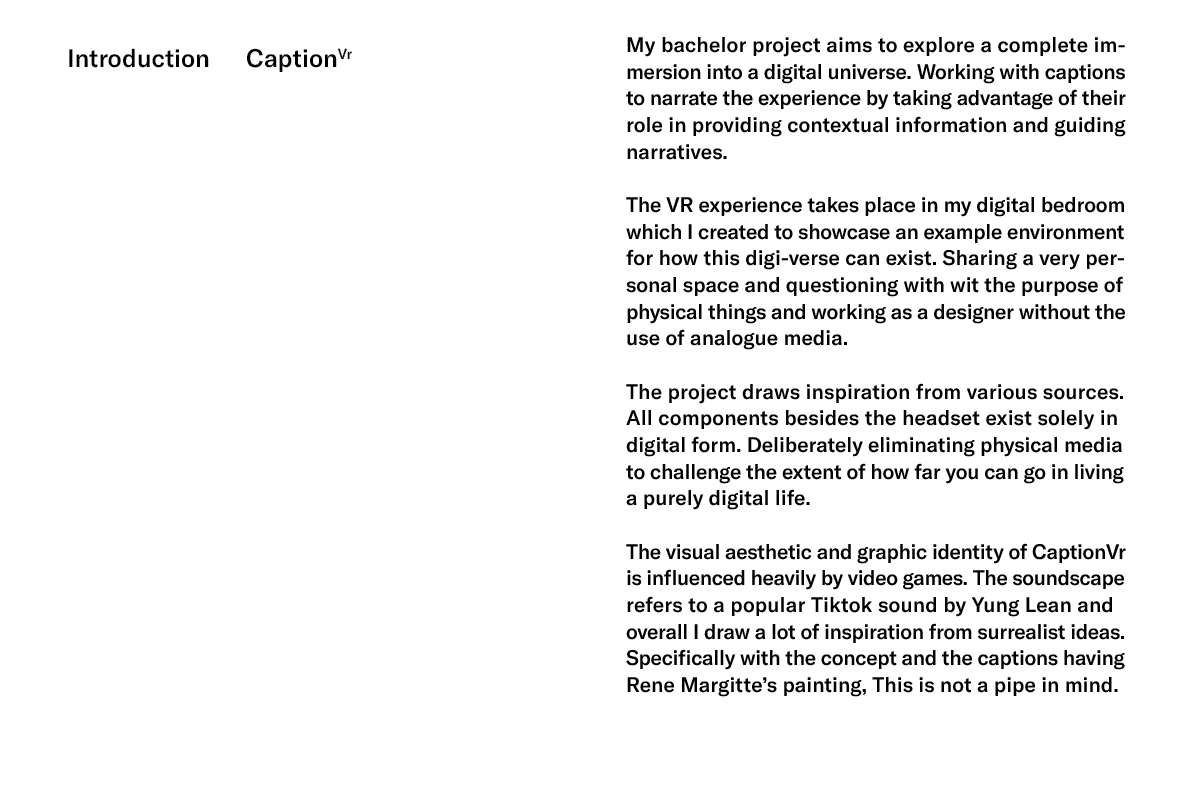 Introduction Caption Vr
My bachelor project aims to explore a complete im-
mersion into a digital universe. Working with captions
to narrate the experience by taking advantage of their
role in providing contextual information and guiding
narratives.
The VR experience takes place in my digital bedroom
which I created to showcase an example environment
for how this digi-verse can exist. Sharing a very per-
sonal space and questioning with wit the purpose of
physical things and working as a designer without the
use of analogue media.
The project draws inspiration from various sources.
All components besides the headset exist solely in
digital form. Deliberately eliminating physical media
to challenge the extent of how far you can go in living
a purely digital life.
The visual aesthetic and graphic identity of CaptionVr
is influenced heavily by video games. The soundscape
refers to a popular Tiktok sound by Yung Lean and
overall I draw a lot of inspiration from surrealist ideas.
Specifically with the concept and the captions having
Rene Margitte’s painting, This is not a pipe in mind.